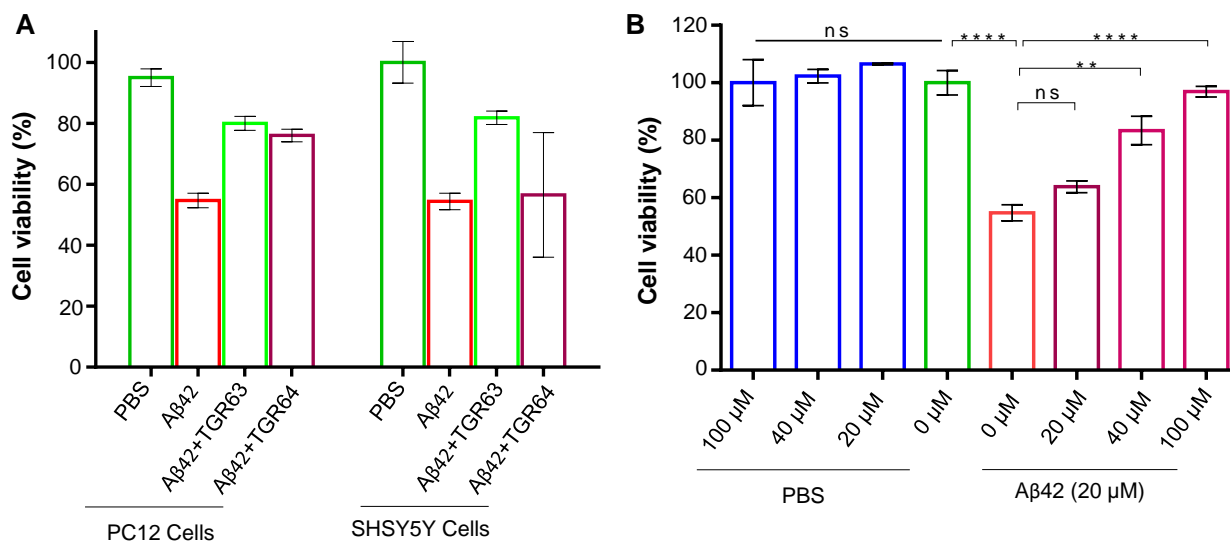 A
Cell viability (%)
100
80
60
40
20
0
PBS
Aβ42
Aβ42+TGR63
Aβ42+TGR64
PBS
Aβ42
Aβ42+TGR63
Aβ42+TGR64
PC12 Cells
SHSY5Y Cells
B
Cell viability (%)
120
100
80
60
40
20
0
ns
****
****
**
ns
100 µM
40 µM
20 µM
0 µM
0 µM
20 µM
40 µM
100 µM
PBS
Aβ42 (20 µM)